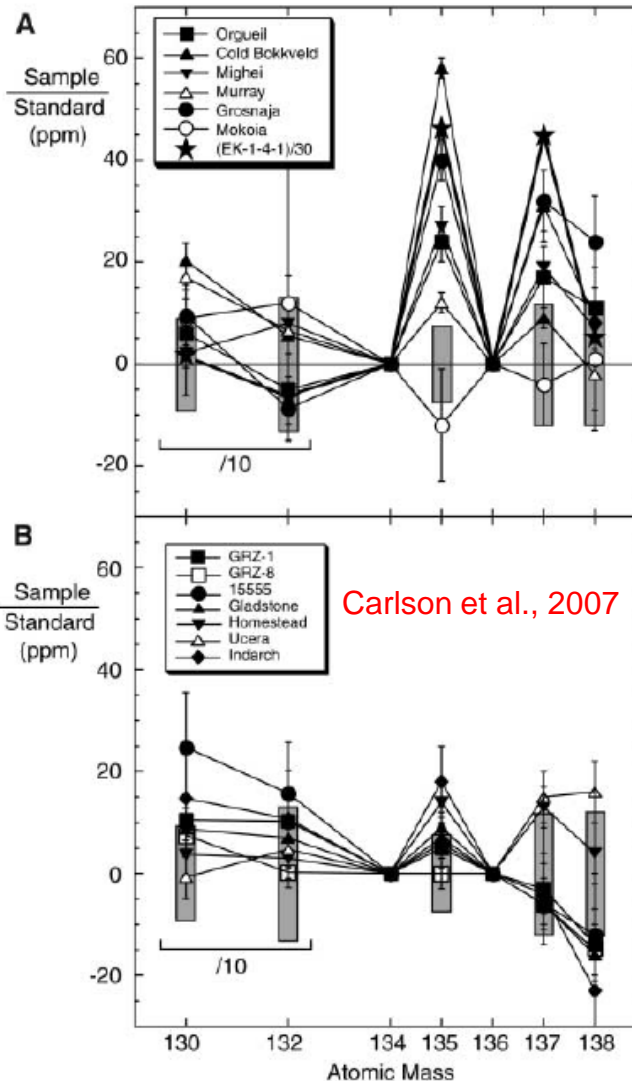 A
Sample
Standard
(ppm)
60
40
20
0
-20
Orgueil
Cold Bokkveld
Mighei
Murray
Grosnaja
Mokoia
(EK-1-4-1)/30
/10
B
Sample
Standard
(ppm)
60
40
20
0
-20
GRZ-1
GRZ-8
15555
Gladstone
Homestead
Ucera
Indarch
Carlson et al., 2007
/10
130 132 134 135 136 137 138
Atomic Mass